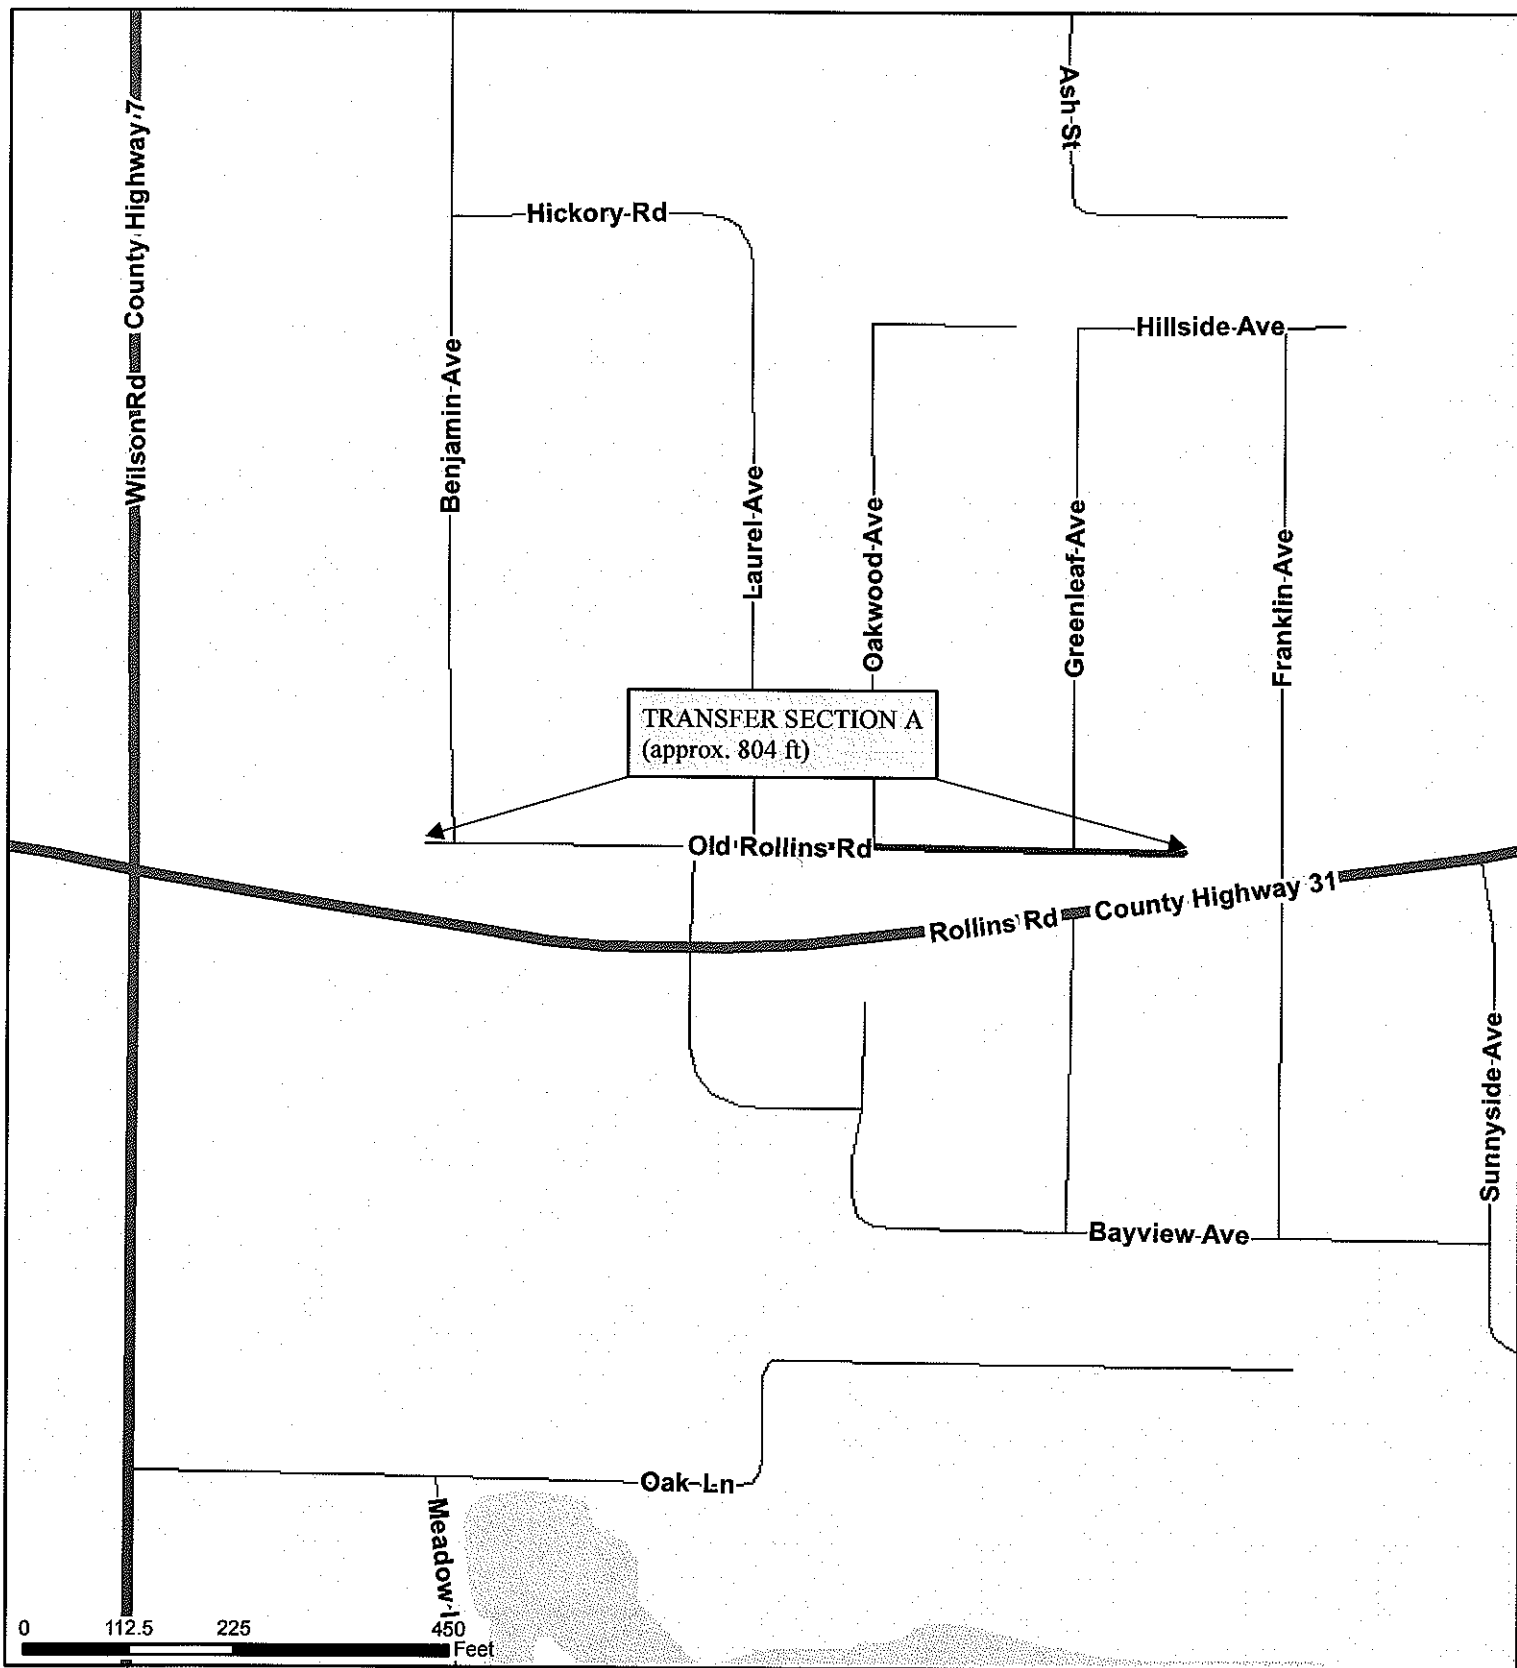 Ash St
Wilson Rd County Highway 7
Hickory Rd
Hillside Ave
Benjamin Ave
Laurel Ave
Oakwood Ave
Greenleaf Ave
Franklin Ave
TRANSFER SECTION A
(approx. 804 ft)
Old Rollins Rd
Rollins Rd County Highway 31
Sunnyside Ave
Bayview Ave
Oak Ln
Meadow
0 112.5 225 450
Feet